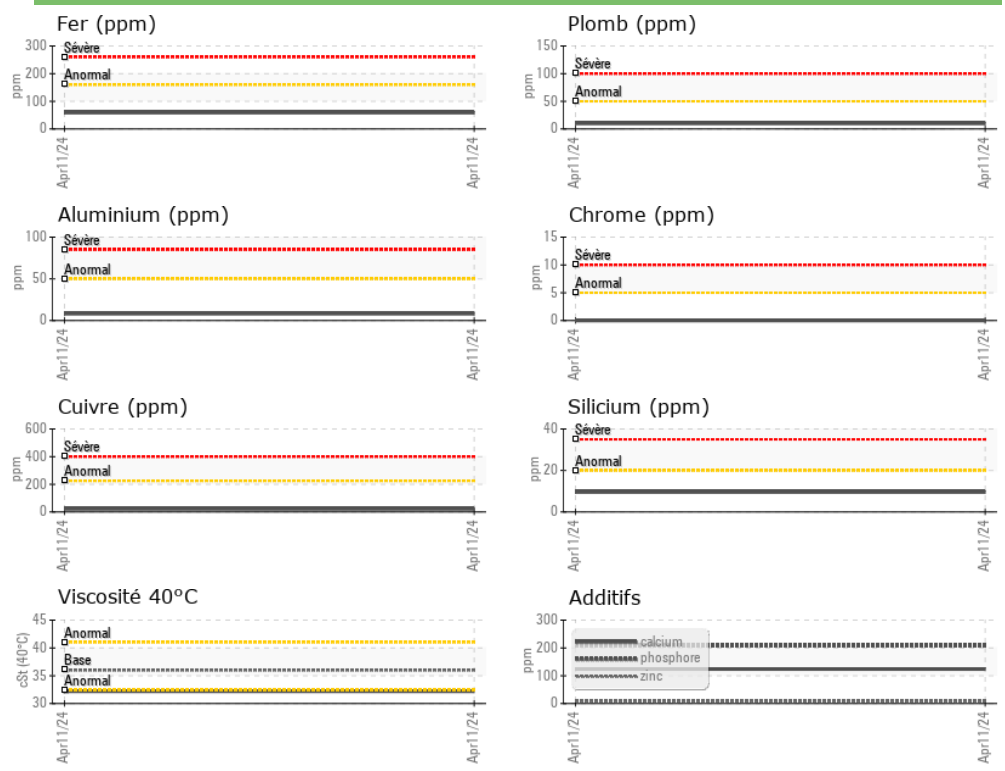 Fer (ppm)
300
200
100
0
ppm
Sévère
Anormal
Apr11/24
Apr11/24
Plomb (ppm)
150
100
50
0
ppm
Sévère
Anormal
Apr11/24
Apr11/24
Aluminium (ppm)
100
50
0
ppm
Sévère
Anormal
Apr11/24
Apr11/24
Chrome (ppm)
15
10
5
0
ppm
Sévère
Anormal
Apr11/24
Apr11/24
Cuivre (ppm)
600
400
200
0
ppm
Sévère
Anormal
Apr11/24
Apr11/24
Silicium (ppm)
40
20
0
ppm
Sévère
Anormal
Apr11/24
Apr11/24
Viscosité 40°C
45
40
35
30
cSt (40°C)
Anormal
Base
Anormal
Apr11/24
Apr11/24
Additifs
300
200
100
0
ppm
calcium
phosphore
zinc
Apr11/24
Apr11/24